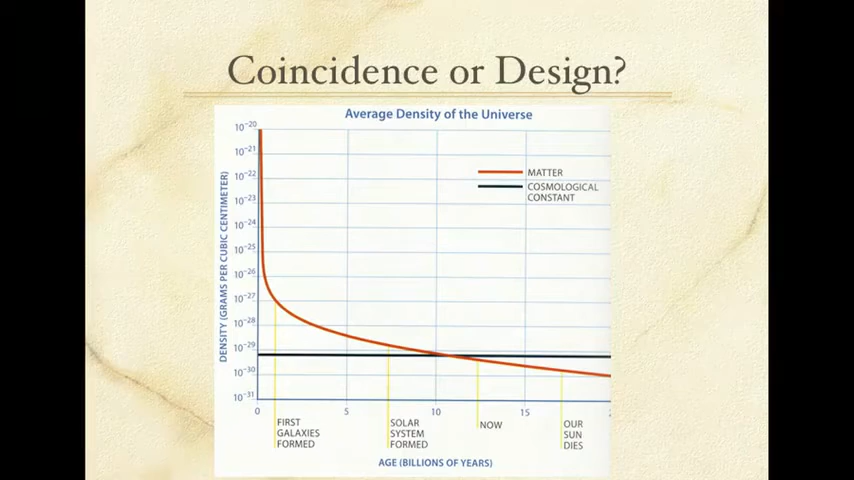 Coincidence or Design?
Average Density of the Universe
DENSITY (GRAMS PER CUBIC CENTIMETER)
10⁻²⁰
10⁻²¹
10⁻²²
10⁻²³
10⁻²⁴
10⁻²⁵
10⁻²⁶
10⁻²⁷
10⁻²⁸
10⁻²⁹
10⁻³⁰
10⁻³¹
MATTER
COSMOLOGICAL
CONSTANT
0 5 10 15
FIRST
GALAXIES
FORMED
SOLAR
SYSTEM
FORMED
NOW
OUR
SUN
DIES
AGE (BILLIONS OF YEARS)